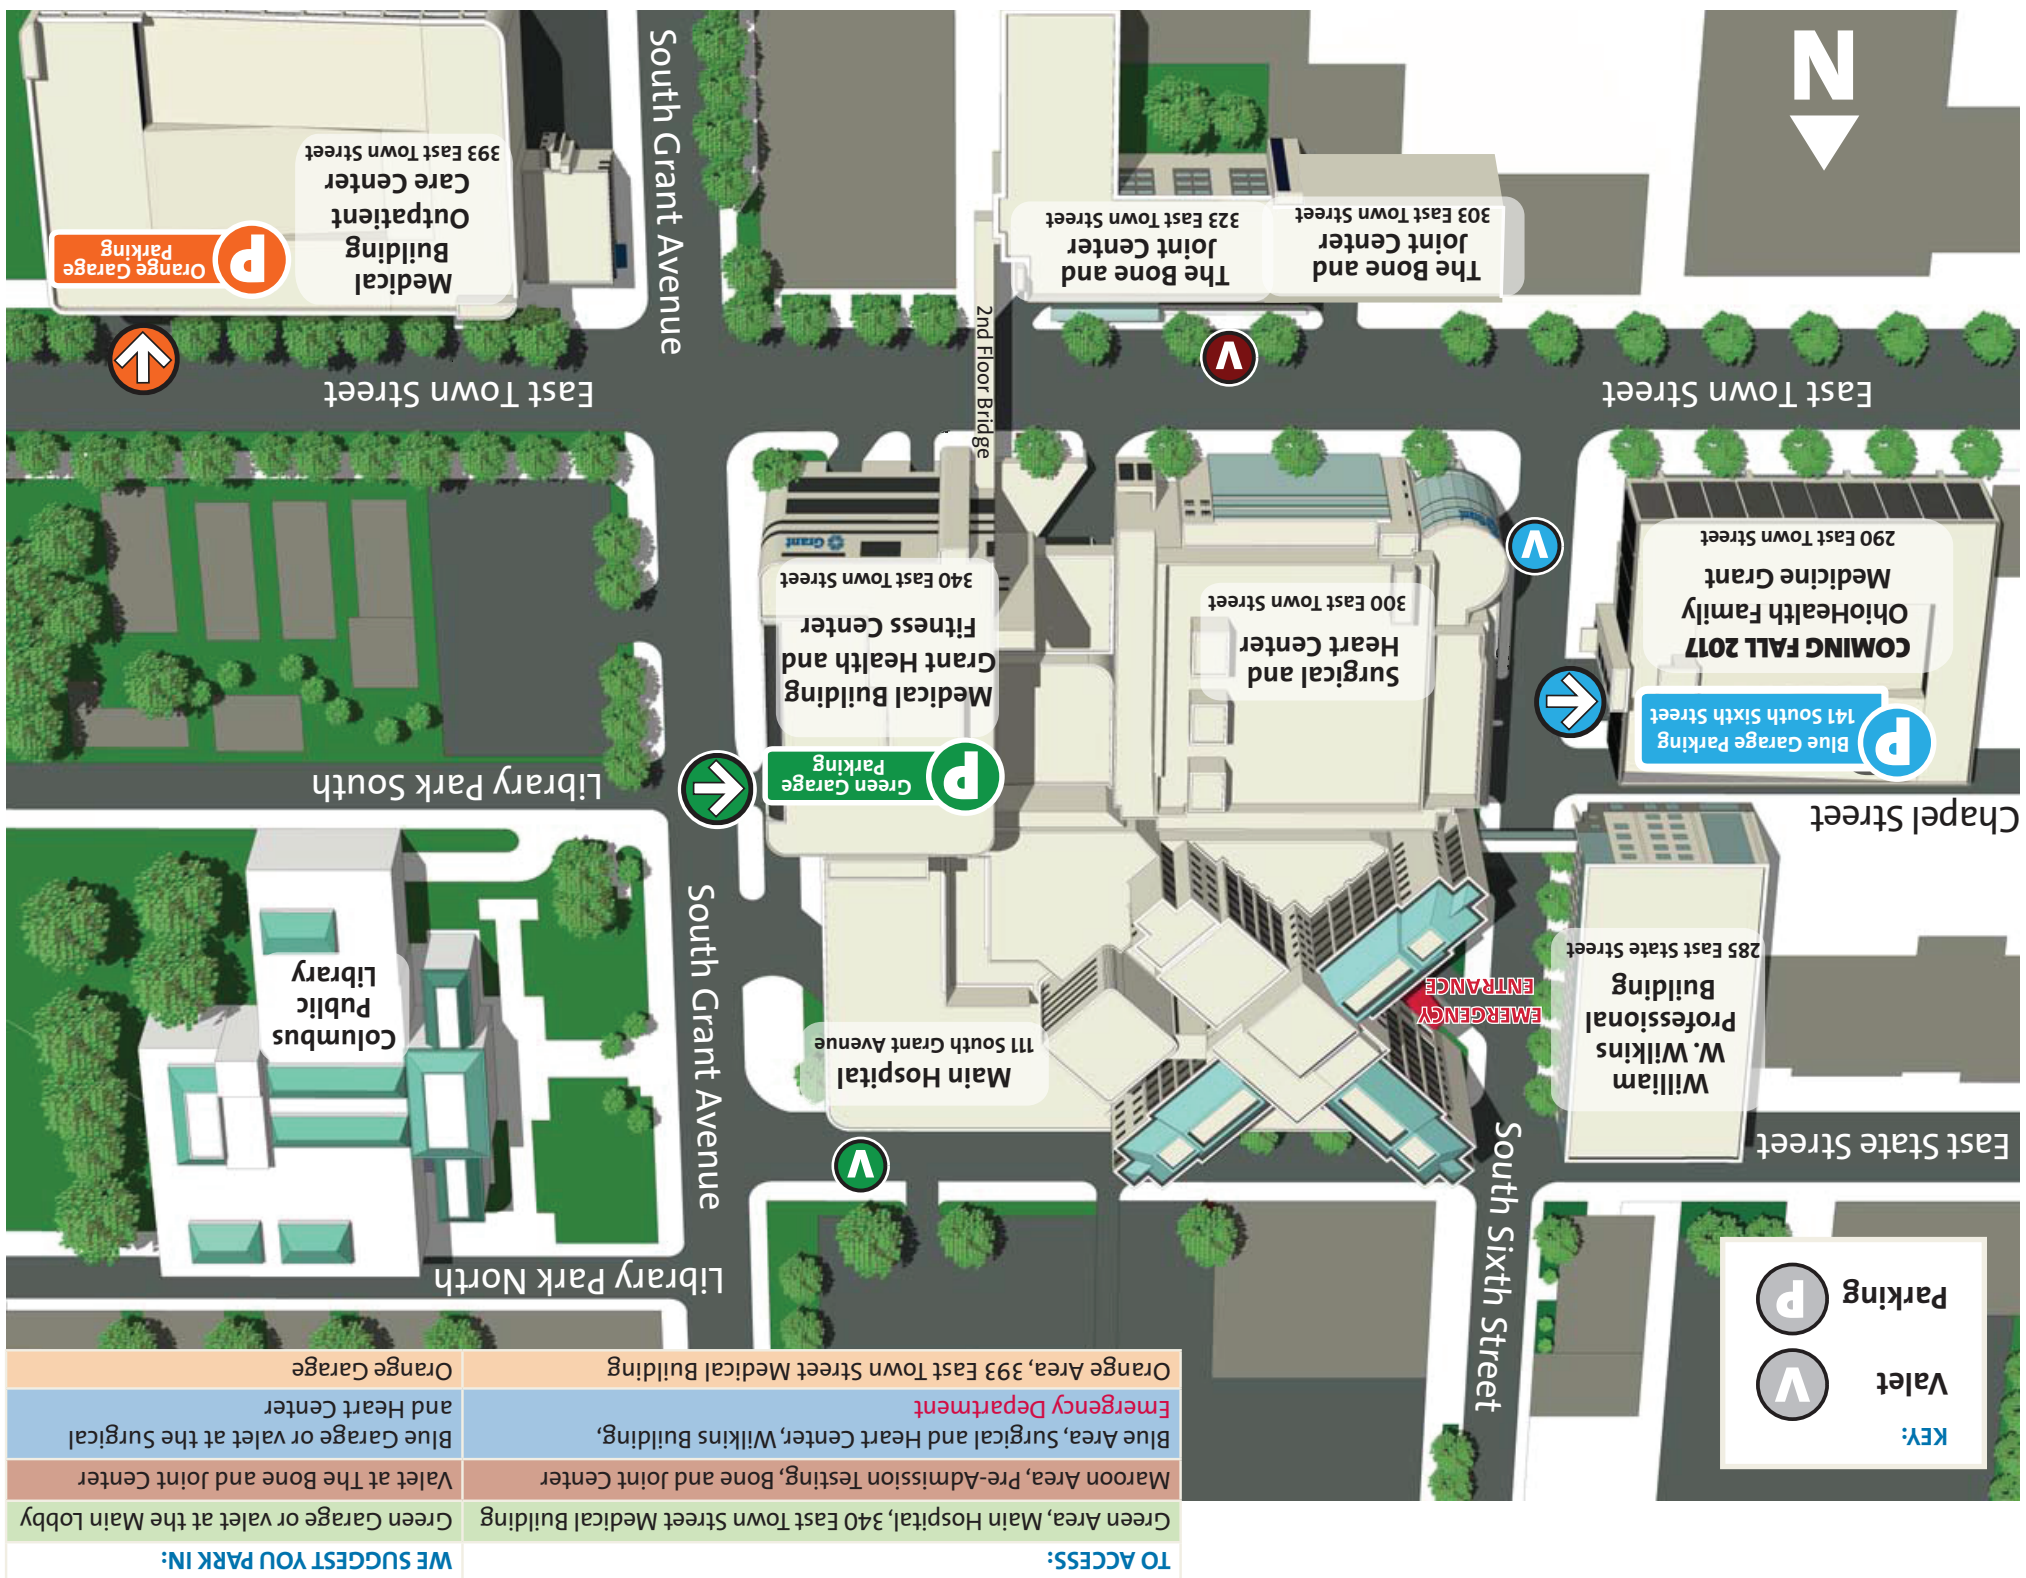 TO ACCESS:
WE SUGGEST YOU PARK IN:
Green Area, Main Hospital, 340 East Town Street Medical Building
Green Garage or valet at the Main Lobby
Maroon Area, Pre-Admission Testing, Bone and Joint Center
Valet at The Bone and Joint Center
Blue Area, Surgical and Heart Center, Wilkins Building,
Emergency Department
Blue Garage or valet at the Surgical
and Heart Center
Orange Area, 393 East Town Street Medical Building
Orange Garage
KEY:
Valet
V
Parking
P
South Sixth Street
Library Park North
East State Street
V
South Grant Avenue
William
W. Wilkins
Professional
Building
285 East State Street
EMERGENCY
ENTRANCE
Main Hospital
111 South Grant Avenue
Columbus
Public
Library
Chapel Street
Library Park South
P
Blue Garage Parking
141 South Sixth Street
COMING FALL 2017
OhioHealth Family
Medicine Grant
290 East Town Street
V
Surgical and
Heart Center
300 East Town Street
Grant
P
Green Garage
Parking
Medical Building
Grant Health and
Fitness Center
340 East Town Street
Grant
East Town Street
East Town Street
2nd Floor Bridge
V
The Bone and
Joint Center
303 East Town Street
The Bone and
Joint Center
323 East Town Street
South Grant Avenue
Medical
Building
Outpatient
Care Center
393 East Town Street
P
Orange Garage
Parking
N